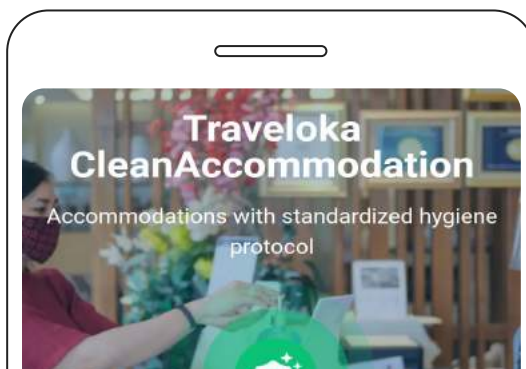 Traveloka
CleanAccommodation
Accommodations with standardized hygiene
protocol